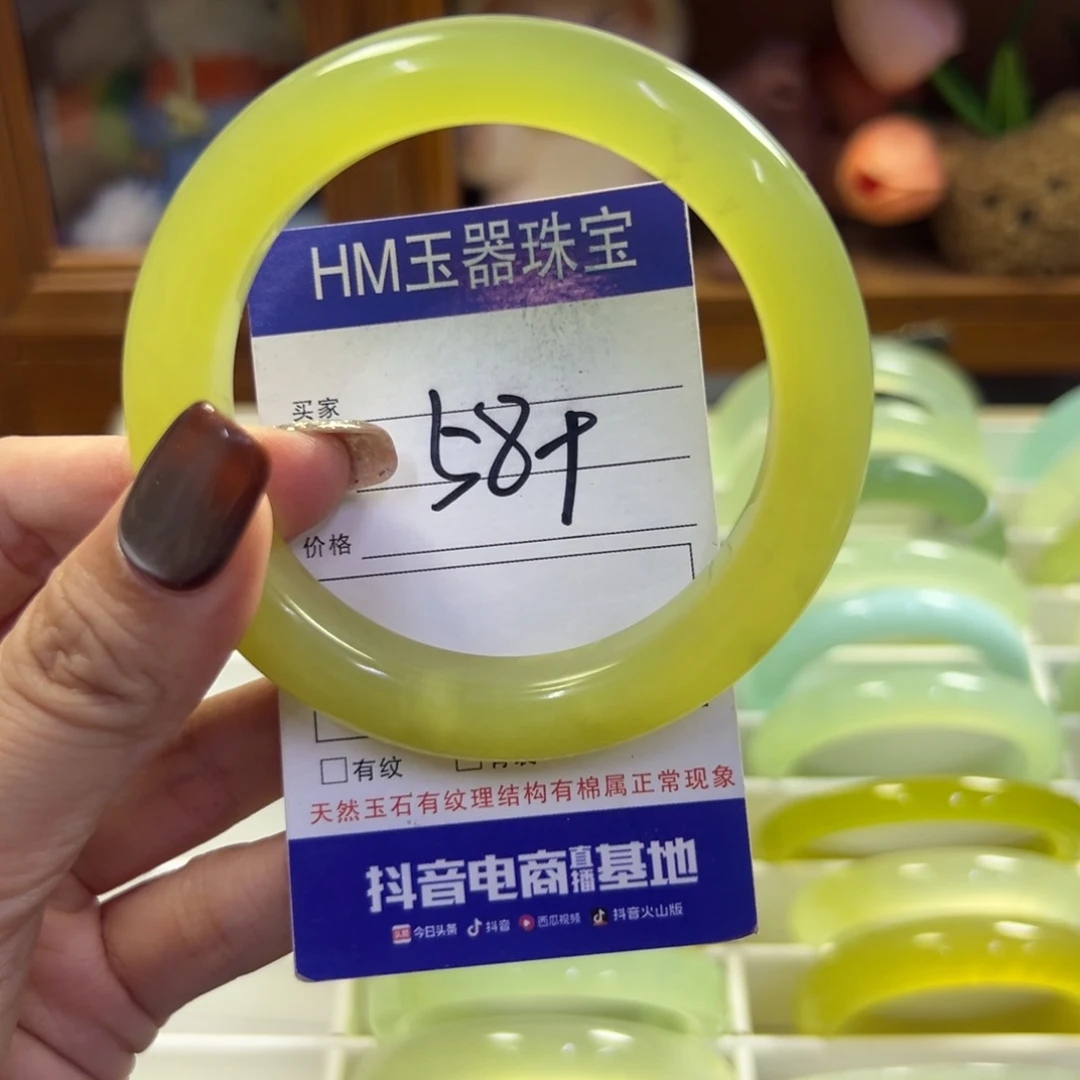 HM玉器珠宝
买家
58+
价格
有纹
天然玉石有纹理结构有棉属正常现象
抖音电商直播基地
头条 今日头条 抖音 西瓜视频 抖音火山版